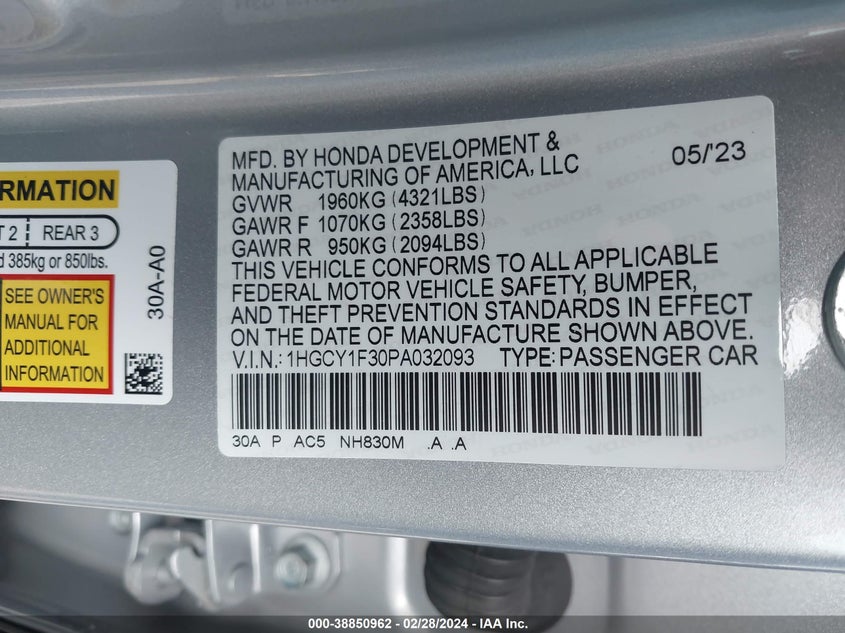 MFD. BY HONDA DEVELOPMENT &
MANUFACTURING OF AMERICA, LLC
05/'23
GVWR 1960KG (4321LBS)
GAWR F 1070KG (2358LBS)
GAWR R 950KG (2094LBS)
THIS VEHICLE CONFORMS TO ALL APPLICABLE
FEDERAL MOTOR VEHICLE SAFETY, BUMPER,
AND THEFT PREVENTION STANDARDS IN EFFECT
ON THE DATE OF MANUFACTURE SHOWN ABOVE.
V.I.N.: 1HGCY1F30PA032093 TYPE: PASSENGER CAR
30A P AC5 NH830M .A .A
REAR 3
385kg or 850lbs.
SEE OWNER'S
MANUAL FOR
ADDITIONAL
INFORMATION
30A-A0
000-38850962 - 02/28/2024 - IAA Inc.